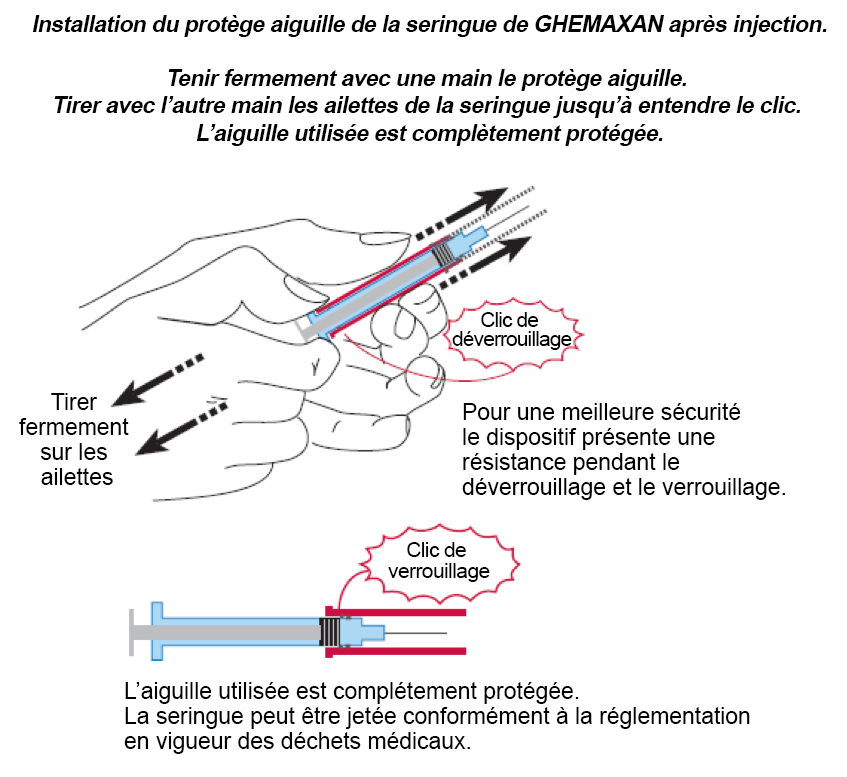 Installation du protège aiguille de la seringue de GHEMAXAN après injection.
Tenir fermement avec une main le protège aiguille.
Tirer avec l'autre main les ailettes de la seringue jusqu'à entendre le clic.
L'aiguille utilisée est complètement protégée.
Clic de
déverrouillage
Tirer
fermement
sur les
ailettes
Pour une meilleure sécurité
le dispositif présente une
résistance pendant le
déverrouillage et le verrouillage.
Clic de
verrouillage
L'aiguille utilisée est complétement protégée.
La seringue peut être jetée conformément à la réglementation
en vigueur des déchets médicaux.